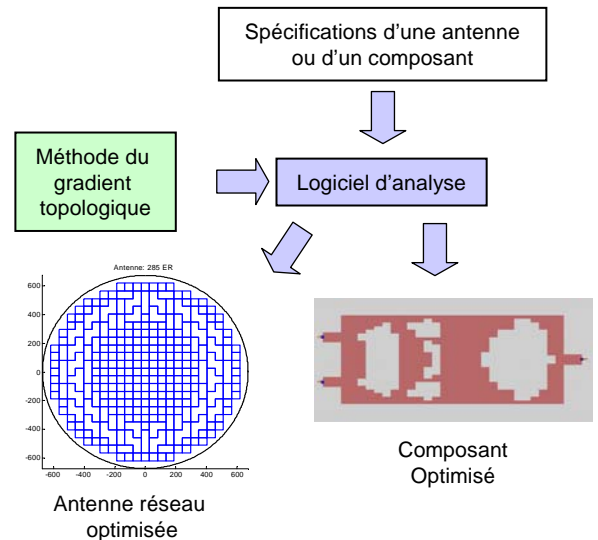 Spécifications d'une antenne
ou d'un composant
Méthode du
gradient
topologique
Logiciel d'analyse
Antenne: 285 ER
600
400
200
0
-200
-400
-600
-600 -400 -200 0 200 400 600
Antenne réseau
optimisée
Composant
Optimisé